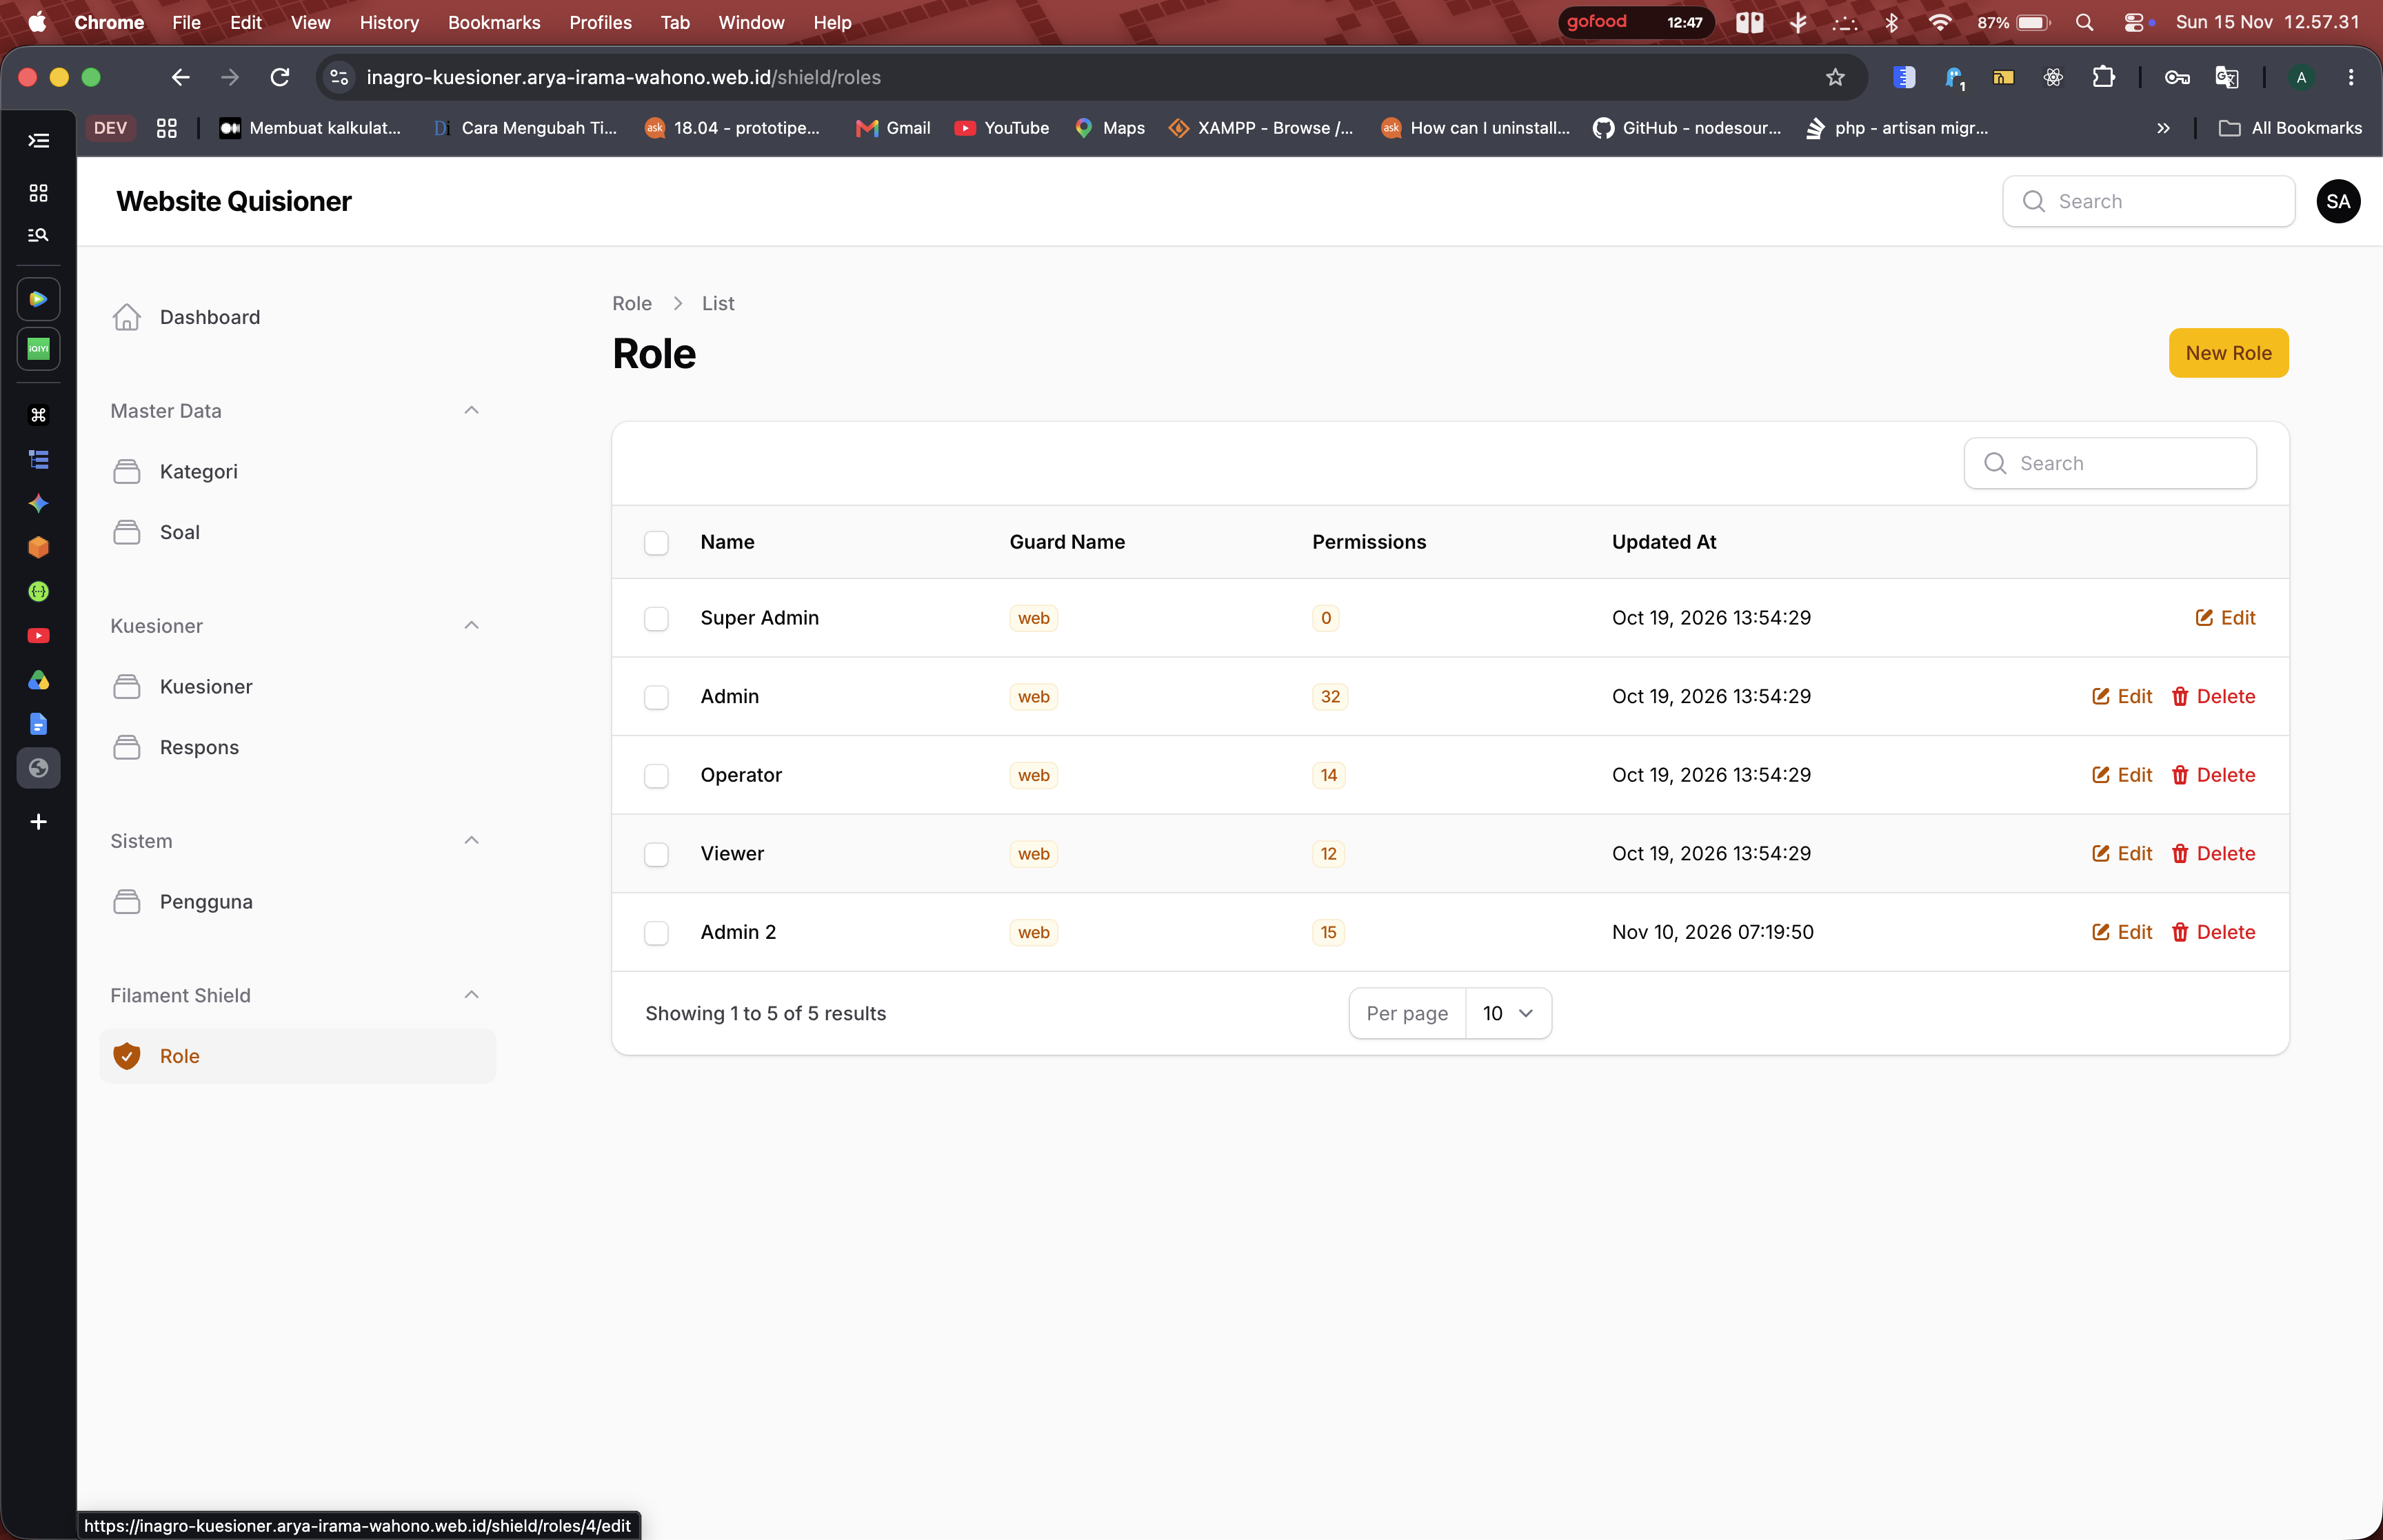 Chrome File Edit View History Bookmarks Profiles Tab Window Help gofood 12:47 87% Sun 15 Nov 12.57.31
inagro-kuesioner.arya-irama-wahono.web.id/shield/roles 1 A
DEV Membuat kalkulat... Di Cara Mengubah Ti... ask 18.04 - prototipe... Gmail YouTube Maps XAMPP - Browse /... ask How can I uninstall... GitHub - nodesour... php - artisan migr... » All Bookmarks
Website Quisioner
Search
SA
iQIYI
Dashboard
Master Data
Kategori
Soal
Kuesioner
Kuesioner
Respons
Sistem
Pengguna
Filament Shield
Role
Role > List
Role
New Role
Search
Name Guard Name Permissions Updated At
Super Admin web 0 Oct 19, 2026 13:54:29 Edit
Admin web 32 Oct 19, 2026 13:54:29 Edit Delete
Operator web 14 Oct 19, 2026 13:54:29 Edit Delete
Viewer web 12 Oct 19, 2026 13:54:29 Edit Delete
Admin 2 web 15 Nov 10, 2026 07:19:50 Edit Delete
Showing 1 to 5 of 5 results Per page 10
https://inagro-kuesioner.arya-irama-wahono.web.id/shield/roles/4/edit